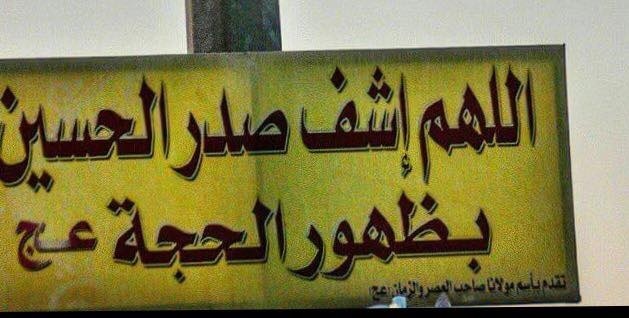 اللهم إشف صدر الحسين
بظهور الحجة عج
تقدم بأسم مولانا صاحب العصر والزمان (عج)